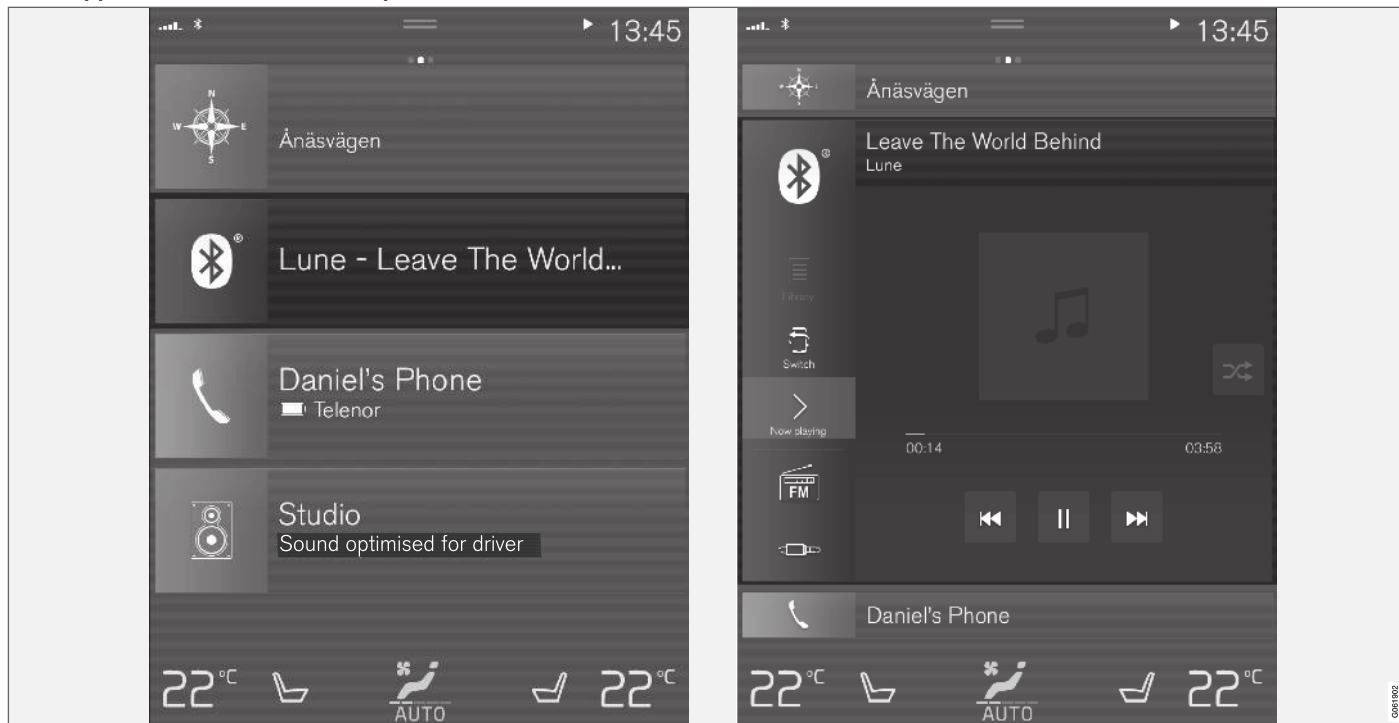 13:45
N
W E
S
Ånäsvägen
®
Lune - Leave The World...
Daniel's Phone
Telenor
Studio
Sound optimised for driver
22°C
AUTO
22°C
13:45
Ånäsvägen
®
Leave The World Behind
Lune
Library
Switch
Now playing
00:14
03:58
FM
Daniel's Phone
22°C
AUTO
22°C
G061902